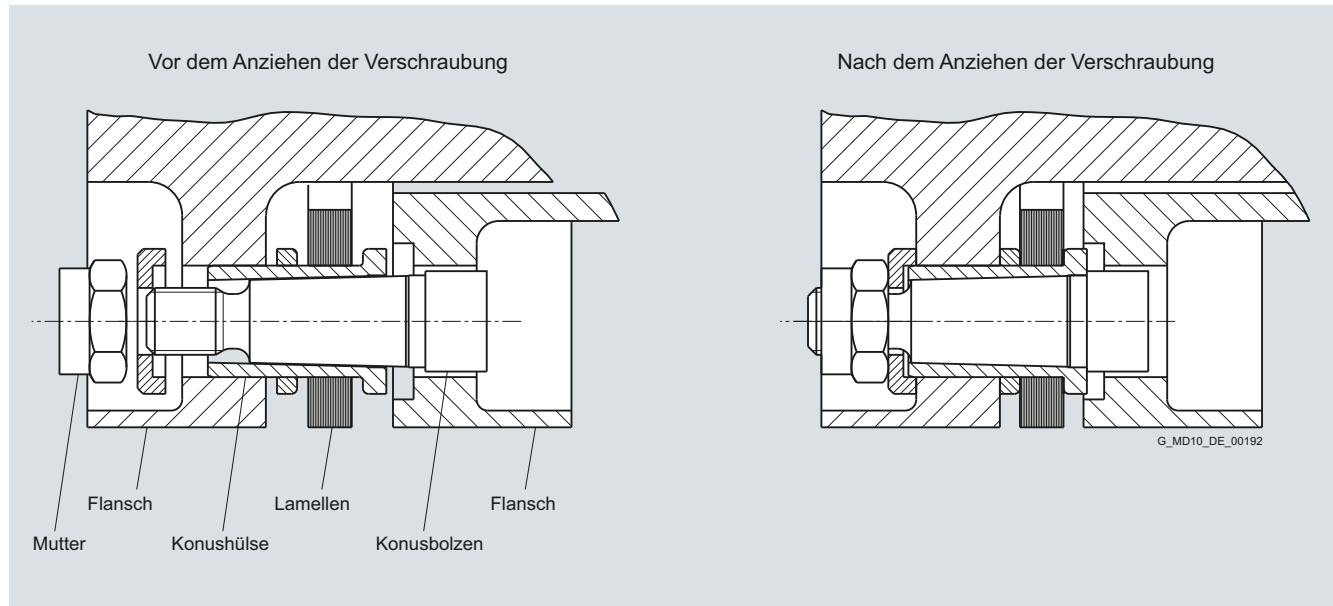 Vor dem Anziehen der Verschraubung
Nach dem Anziehen der Verschraubung
G_MD10_DE_00192
Flansch
Lamellen
Flansch
Mutter
Konushülse
Konusbolzen